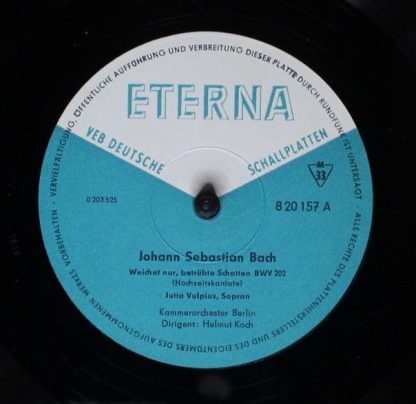 VERVIELFÄLTIGUNG, ÖFFENTLICHE AUFFÜHRUNG UND VERBREITUNG DIESER PLATTE DURCH RUNDFUNK IST UNTERSAGT · ALLE RECHTE DES PLATTENHERSTELLERS UND DES EIGENTÜMERS DES AUFGENOMMENEN WERKES VORBEHALTEN ·
ETERNA
VEB DEUTSCHE SCHALLPLATTEN
M
33
0 203-525
8 20 157 A
Johann Sebastian Bach
Weichet nur, betrübte Schatten BWV 202
(Hochzeitskantate)
Jutta Vulpius, Sopran
Kammerorchester Berlin
Dirigent: Helmut Koch